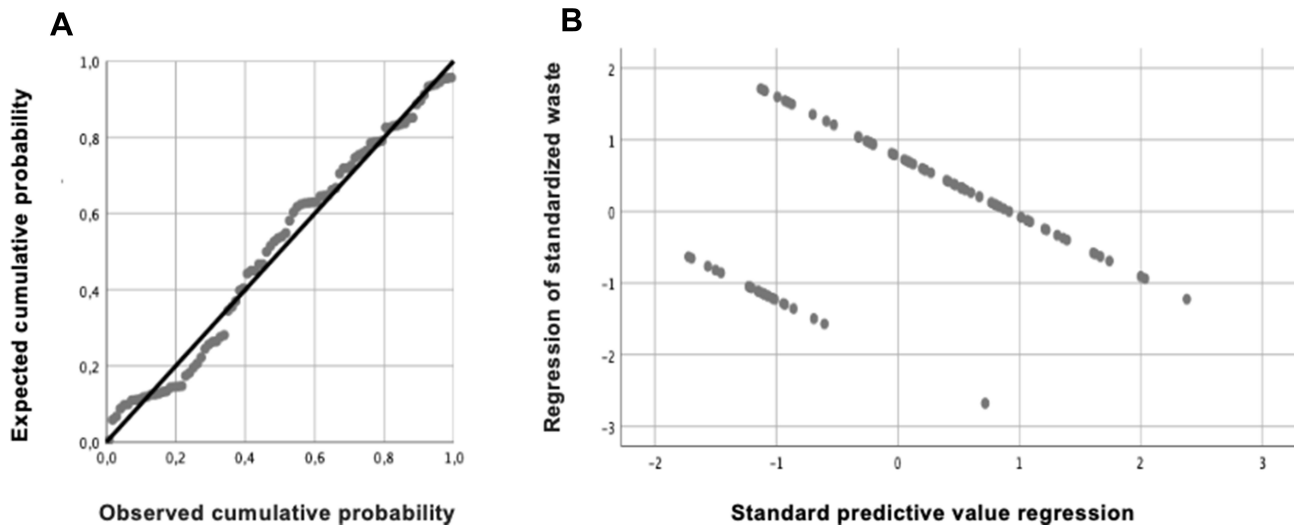 A
B
Expected cumulative probability
1,0
0,8
0,6
0,4
0,2
0,0
0,0 0,2 0,4 0,6 0,8 1,0
Observed cumulative probability
Regression of standardized waste
2
1
0
-1
-2
-3
-2 -1 0 1 2 3
Standard predictive value regression